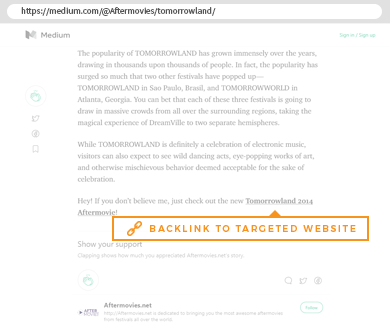 https://medium.com/@Aftermovies/tomorrowland/
Medium
Sign in / Sign up
The popularity of TOMORROWLAND has grown immensely over the years,
drawing in thousands upon thousands of people. In fact, the popularity has
surged so much that two other festivals have popped up—
TOMORROWLAND in Sao Paulo, Brasil, and TOMORROWWORLD in
Atlanta, Georgia. You can bet that each of these three festivals is going to
draw in massive crowds from all over the surrounding regions, taking the
magical experience of DreamVille to two separate hemispheres.
While TOMORROWLAND is definitely a celebration of electronic music,
visitors can also expect to see wild dancing acts, eye-popping works of art,
and otherwise mischievous behavior deemed acceptable for the sake of
celebration.
Hey! If you don't believe me, just check out the new Tomorrowland 2014
Aftermovie!
BACKLINK TO TARGETED WEBSITE
Show your support
Clapping shows how much you appreciated Aftermovies.net's story.
AFTER
Aftermovies.net
Follow
http://Aftermovies.net is dedicated to bringing you the most awesome aftermovies
from festivals all over the world.